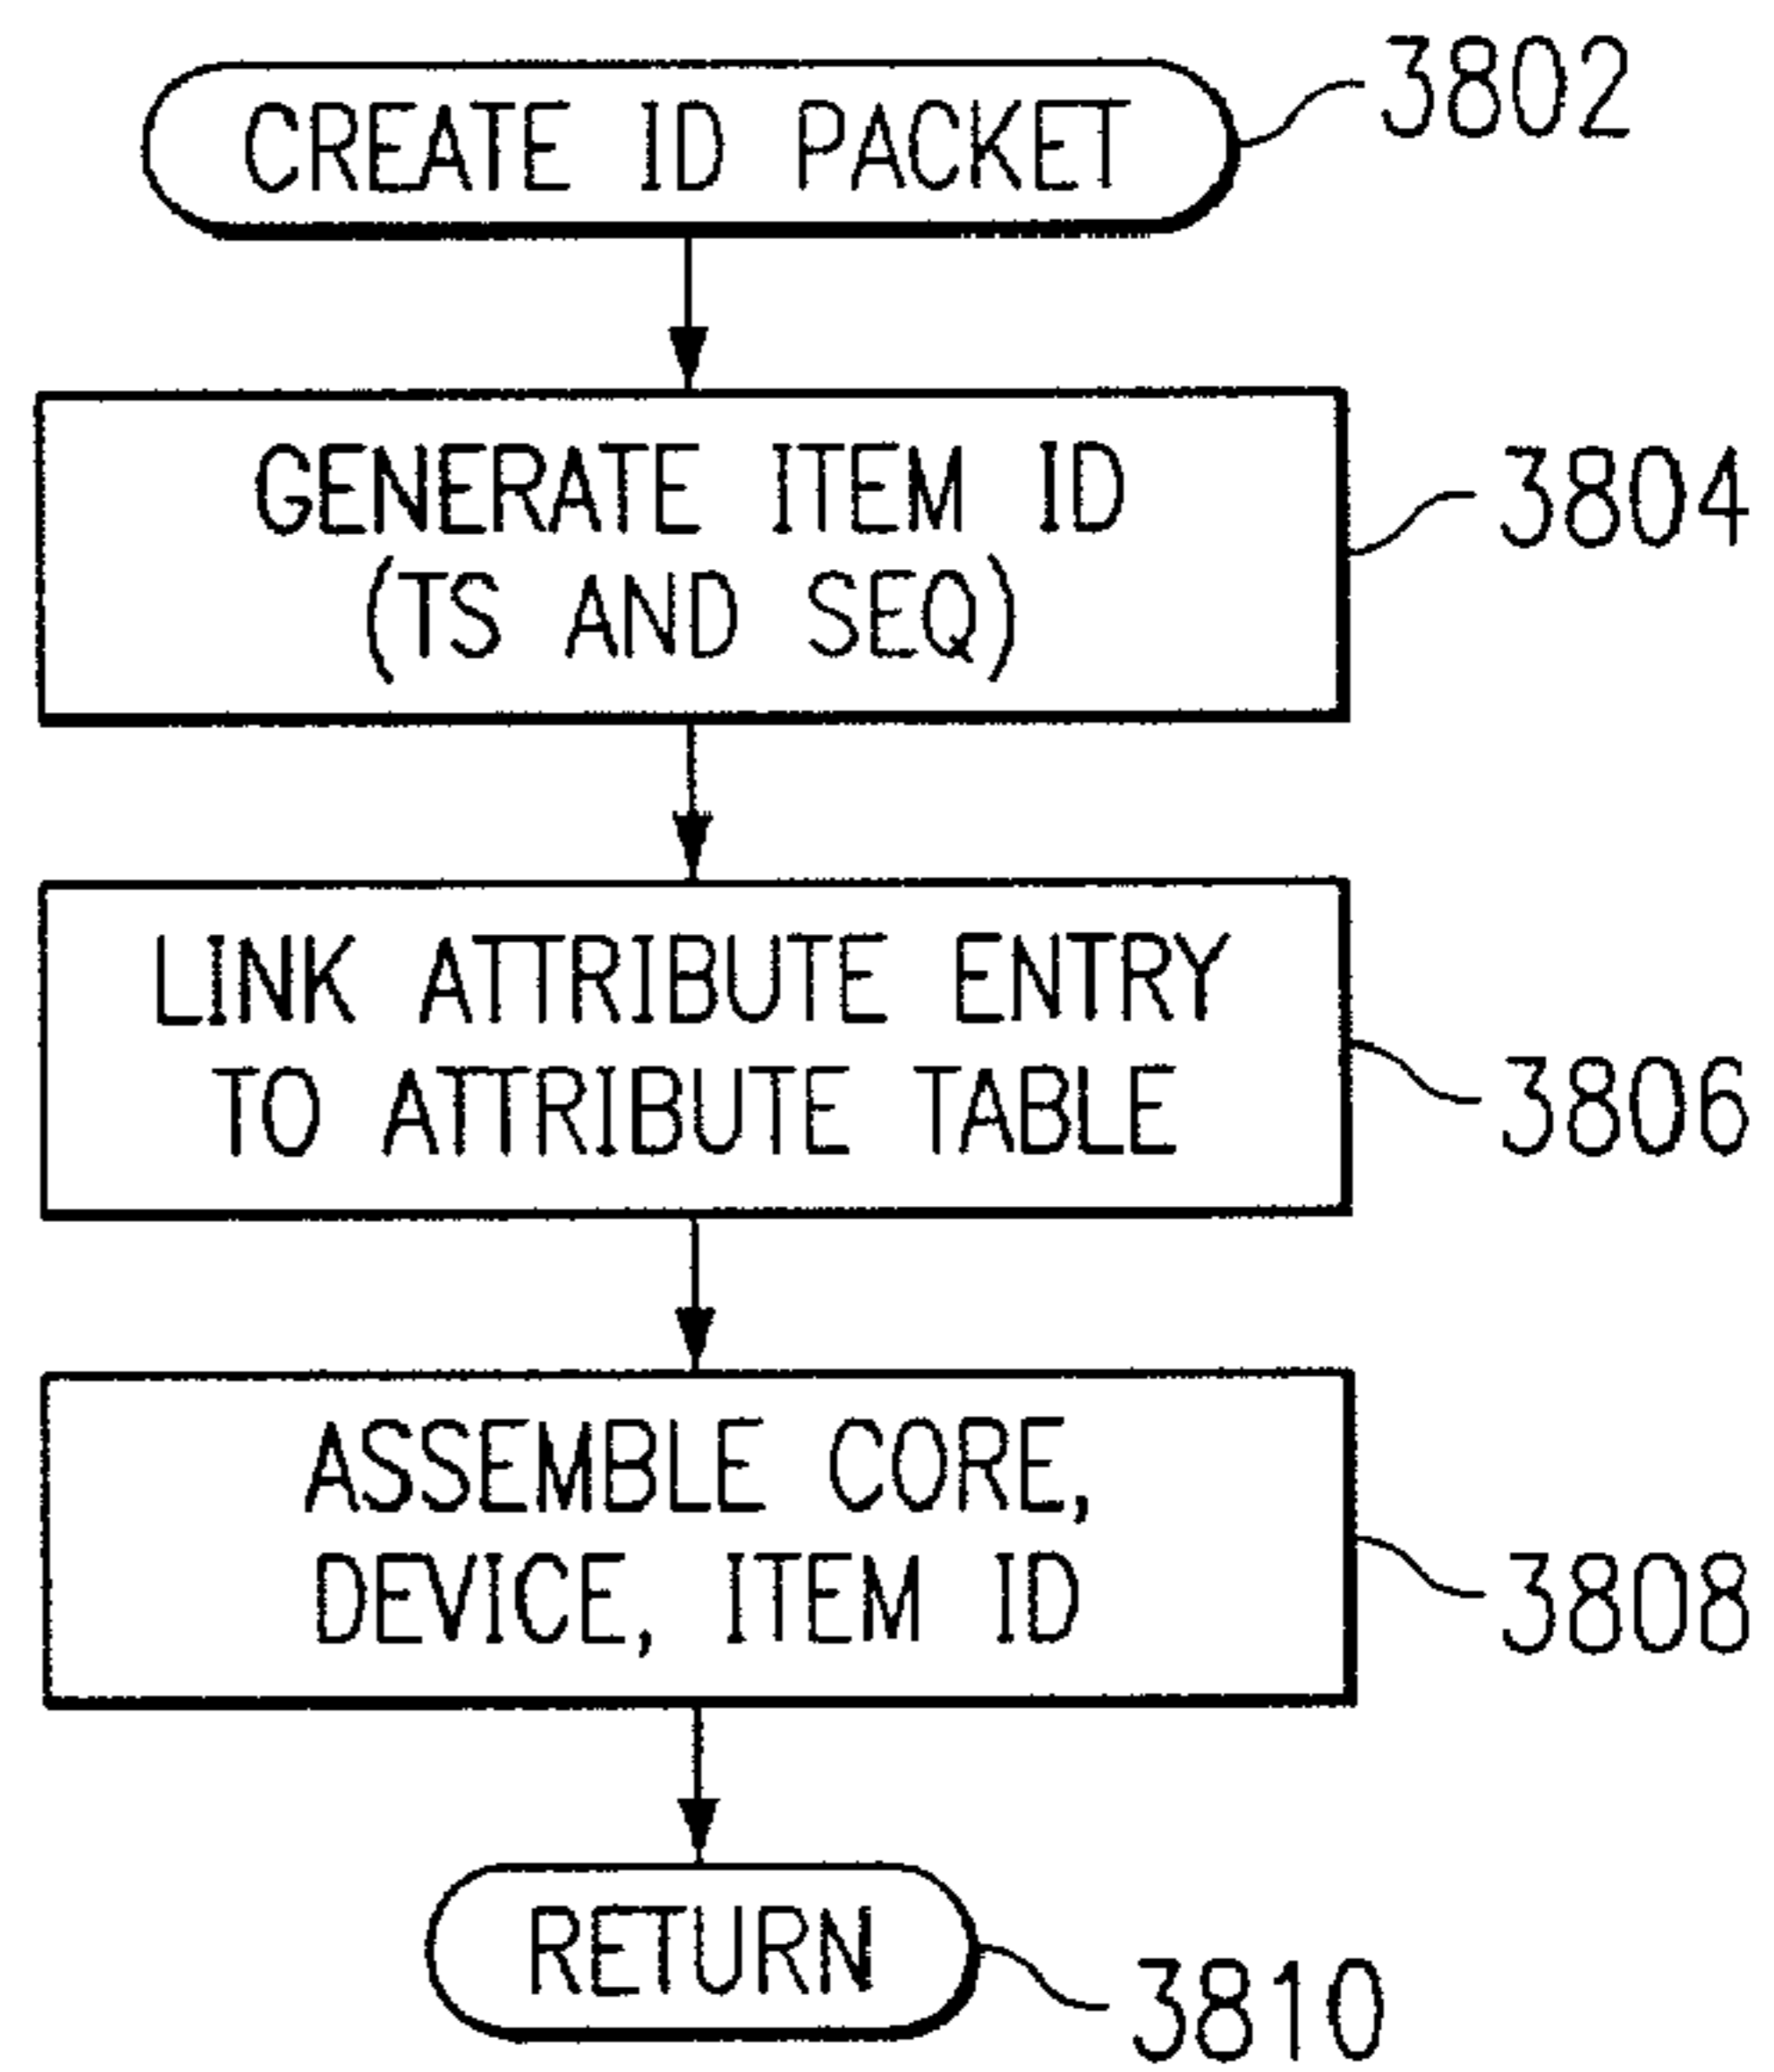 CREATE ID PACKET
3802
GENERATE ITEM ID
(TS AND SEQ)
3804
LINK ATTRIBUTE ENTRY
TO ATTRIBUTE TABLE
3806
ASSEMBLE CORE,
DEVICE, ITEM ID
3808
RETURN
3810